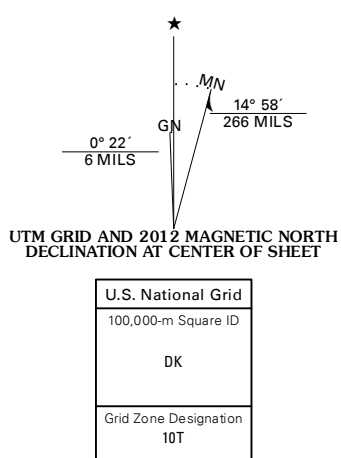 ★
MN
GN
14° 58´
266 MILS
0° 22´
6 MILS
UTM GRID AND 2012 MAGNETIC NORTH
DECLINATION AT CENTER OF SHEET
U.S. National Grid
100,000-m Square ID
DK
Grid Zone Designation
10T